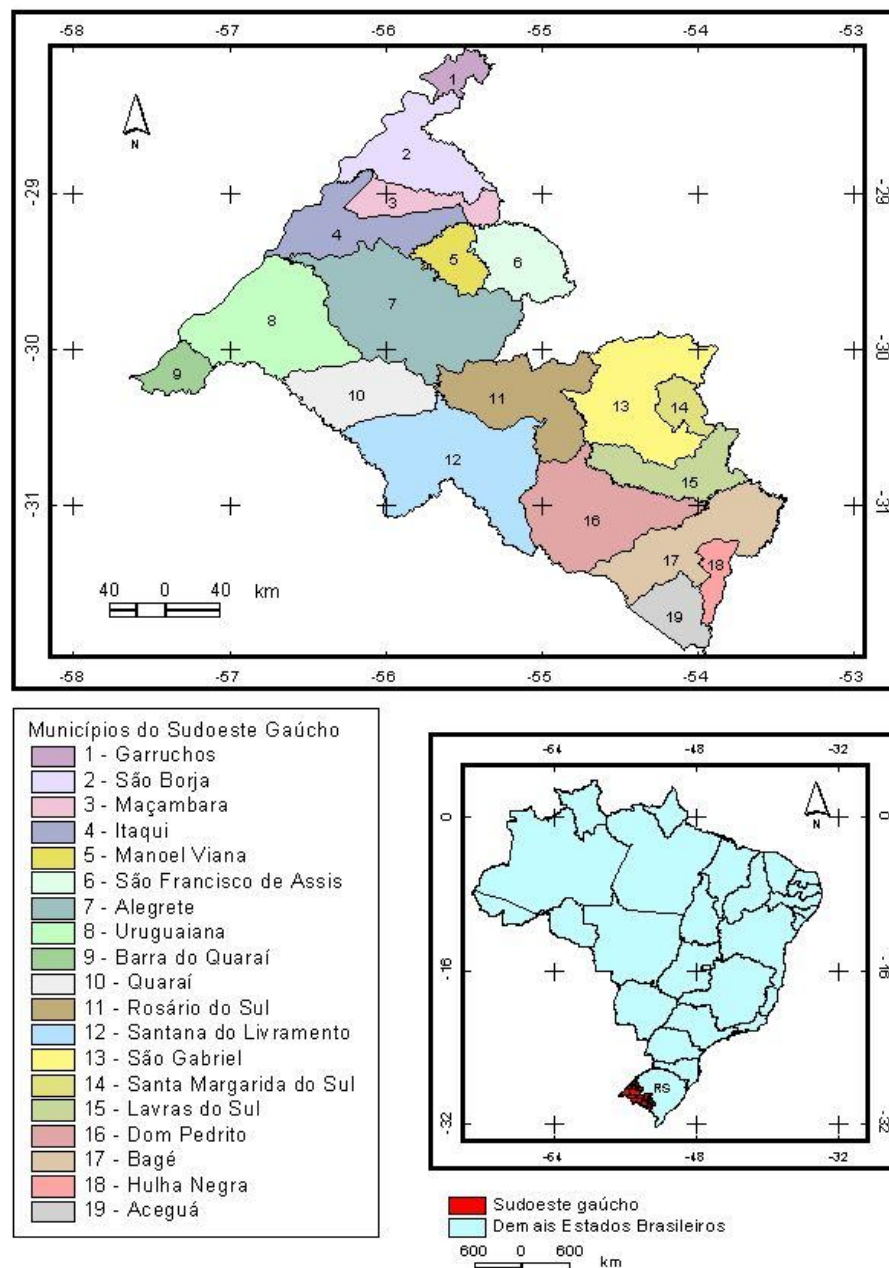 -58 -57 -56 -55 -54 -53
1
N
2
-29 -29
3
4
5
6
7
8
-30 -30
9
10
11
13
14
12
15
-31 -31
16
17
18
40 0 40 km
19
-58 -57 -56 -55 -54 -53
Municípios do Sudoeste Gaúcho
1 - Garruchos
2 - São Borja
3 - Maçambara
4 - Itaqui
5 - Manoel Viana
6 - São Francisco de Assis
7 - Alegrete
8 - Uruguaiana
9 - Barra do Quaraí
10 - Quaraí
11 - Rosário do Sul
12 - Santana do Livramento
13 - São Gabriel
14 - Santa Margarida do Sul
15 - Lavras do Sul
16 - Dom Pedrito
17 - Bagé
18 - Hulha Negra
19 - Aceguá
-64 -48 -32
0 0
N
-16 -16
RS
-32 -32
-64 -48 -32
Sudoeste gaúcho
Demais Estados Brasileiros
600 0 600
km